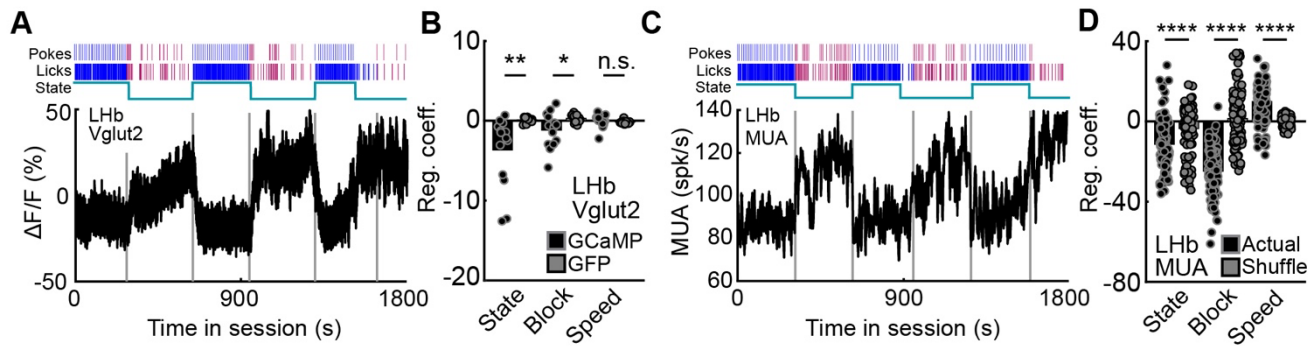 A
Pokes
Licks
State
50
0
-50
ΔF/F (%)
LHb
Vglut2
0
900
1800
Time in session (s)
B
10
0
-10
-20
Reg. coeff.
**
*
n.s.
LHb
Vglut2
GCaMP
GFP
State
Block
Speed
C
Pokes
Licks
State
140
120
100
80
60
MUA (spk/s)
LHb
MUA
0
900
1800
Time in session (s)
D
40
0
-40
-80
Reg. coeff.
**** **** ****
LHb
MUA
Actual
Shuffle
State
Block
Speed